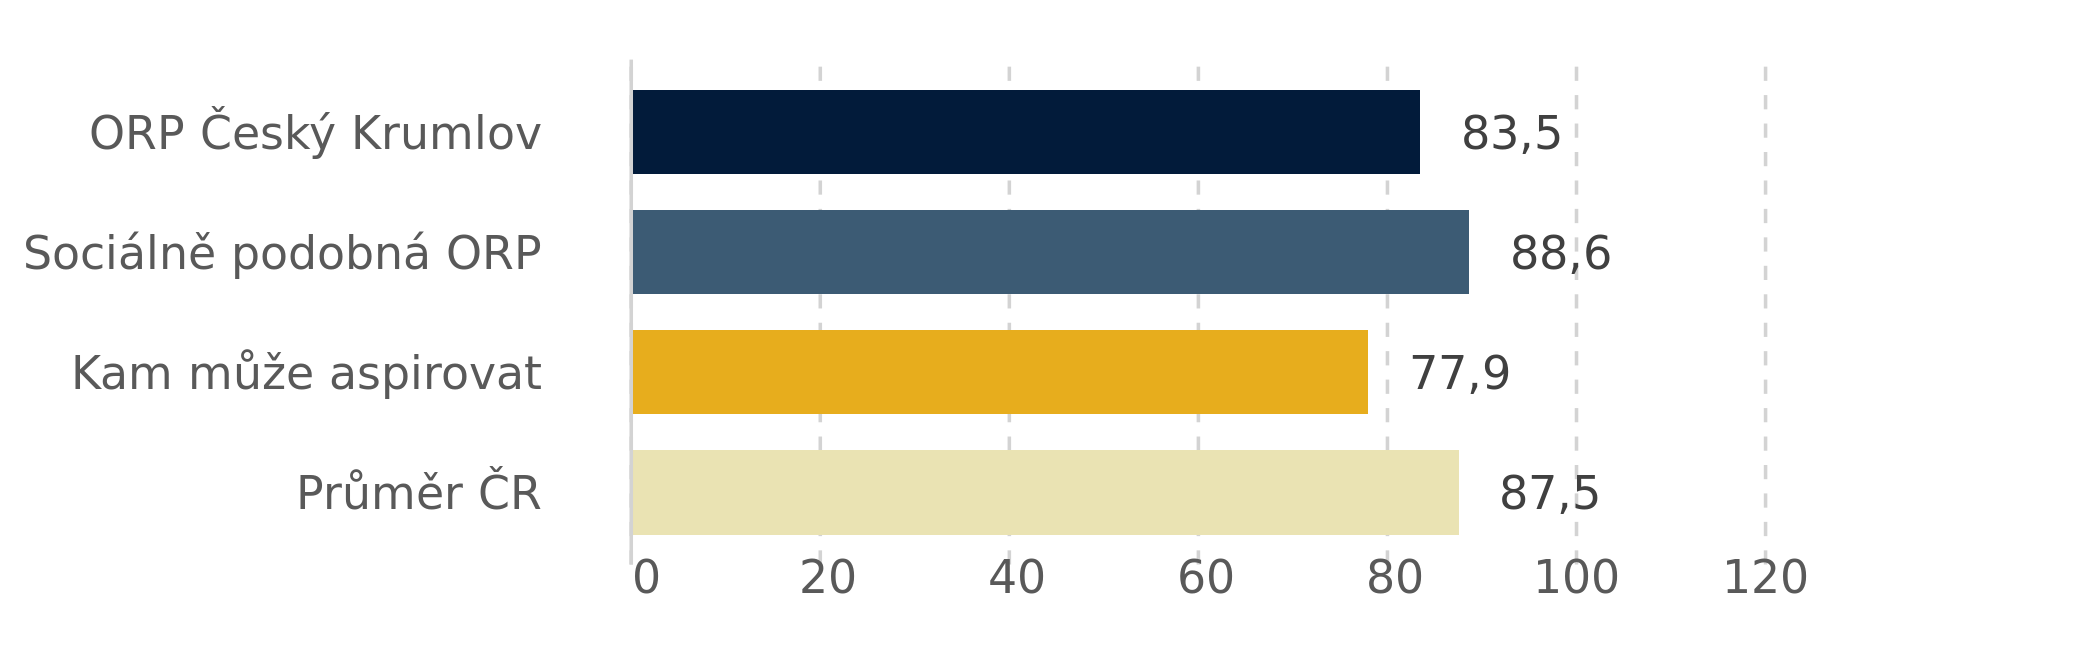 ORP Český Krumlov 83,5
Sociálně podobná ORP 88,6
Kam může aspirovat 77,9
Průměr ČR 87,5
0 20 40 60 80 100 120